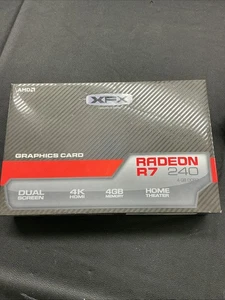 AMD
XFX
GRAPHICS CARD
RADEON
R7 240
DUAL
SCREEN
4K
HDMI
4GB
MEMORY
HOME
THEATER